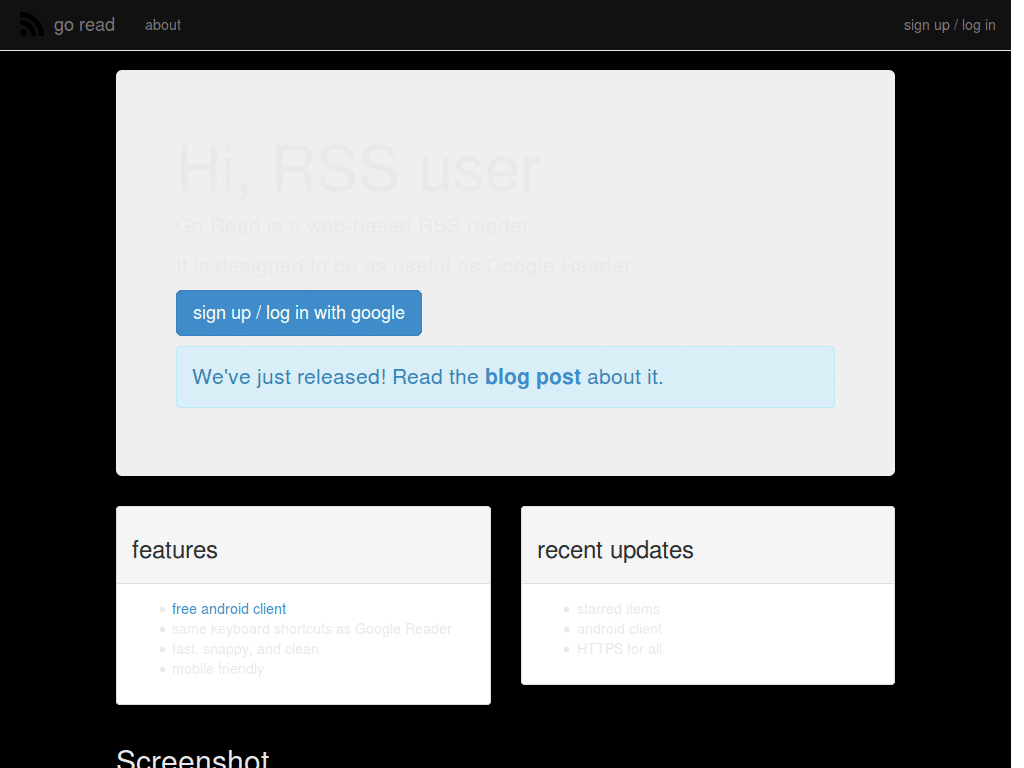 go read
about
sign up / log in
Hi, RSS user
Go Read is a web-based RSS reader.
It is designed to be as useful as Google Reader.
sign up / log in with google
We've just released! Read the blog post about it.
features
free android client
same keyboard shortcuts as Google Reader
fast, snappy, and clean
mobile friendly
recent updates
starred items
android client
HTTPS for all
Screenshot